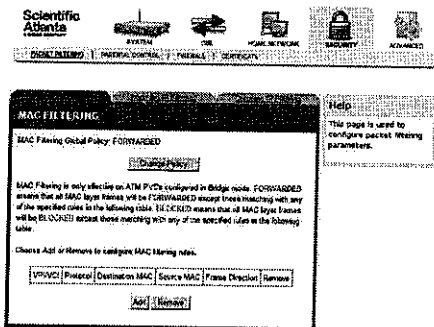 Scientific
Atlanta
SYSTEM
HOME NETWORK
SECURITY
ADVANCED
PARENTAL CONTROL | FIREWALL | CERTIFICATE
MAC FILTERING
MAC Filtering Global Policy: FORWARDED
Change Policy
MAC Filtering is only effective on ATM PVCs configured in Bridge mode. FORWARDED
means that all MAC layer frames will be FORWARDED except those matching with any
of the specified rules in the following table. BLOCKED means that all MAC layer frames
will be BLOCKED except those matching with any of the specified rules in the following
table.
Choose Add or Remove to configure MAC filtering rules.
VPI/VCI | Protocol | Destination MAC | Source MAC | Frame Direction | Remove
Add Remove
Help
This page is used to
configure packet filtering
parameters.